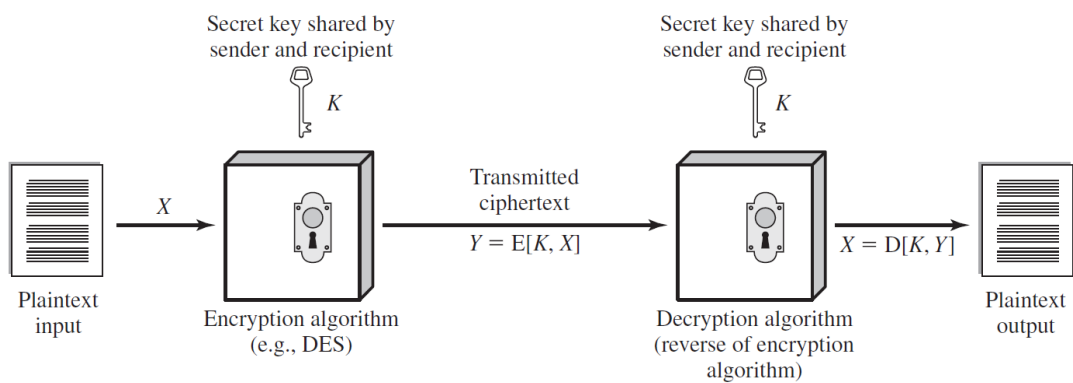 Secret key shared by
sender and recipient
K
Secret key shared by
sender and recipient
K
X
Transmitted
ciphertext
Y = E[K, X]
X = D[K, Y]
Plaintext
input
Encryption algorithm
(e.g., DES)
Decryption algorithm
(reverse of encryption
algorithm)
Plaintext
output